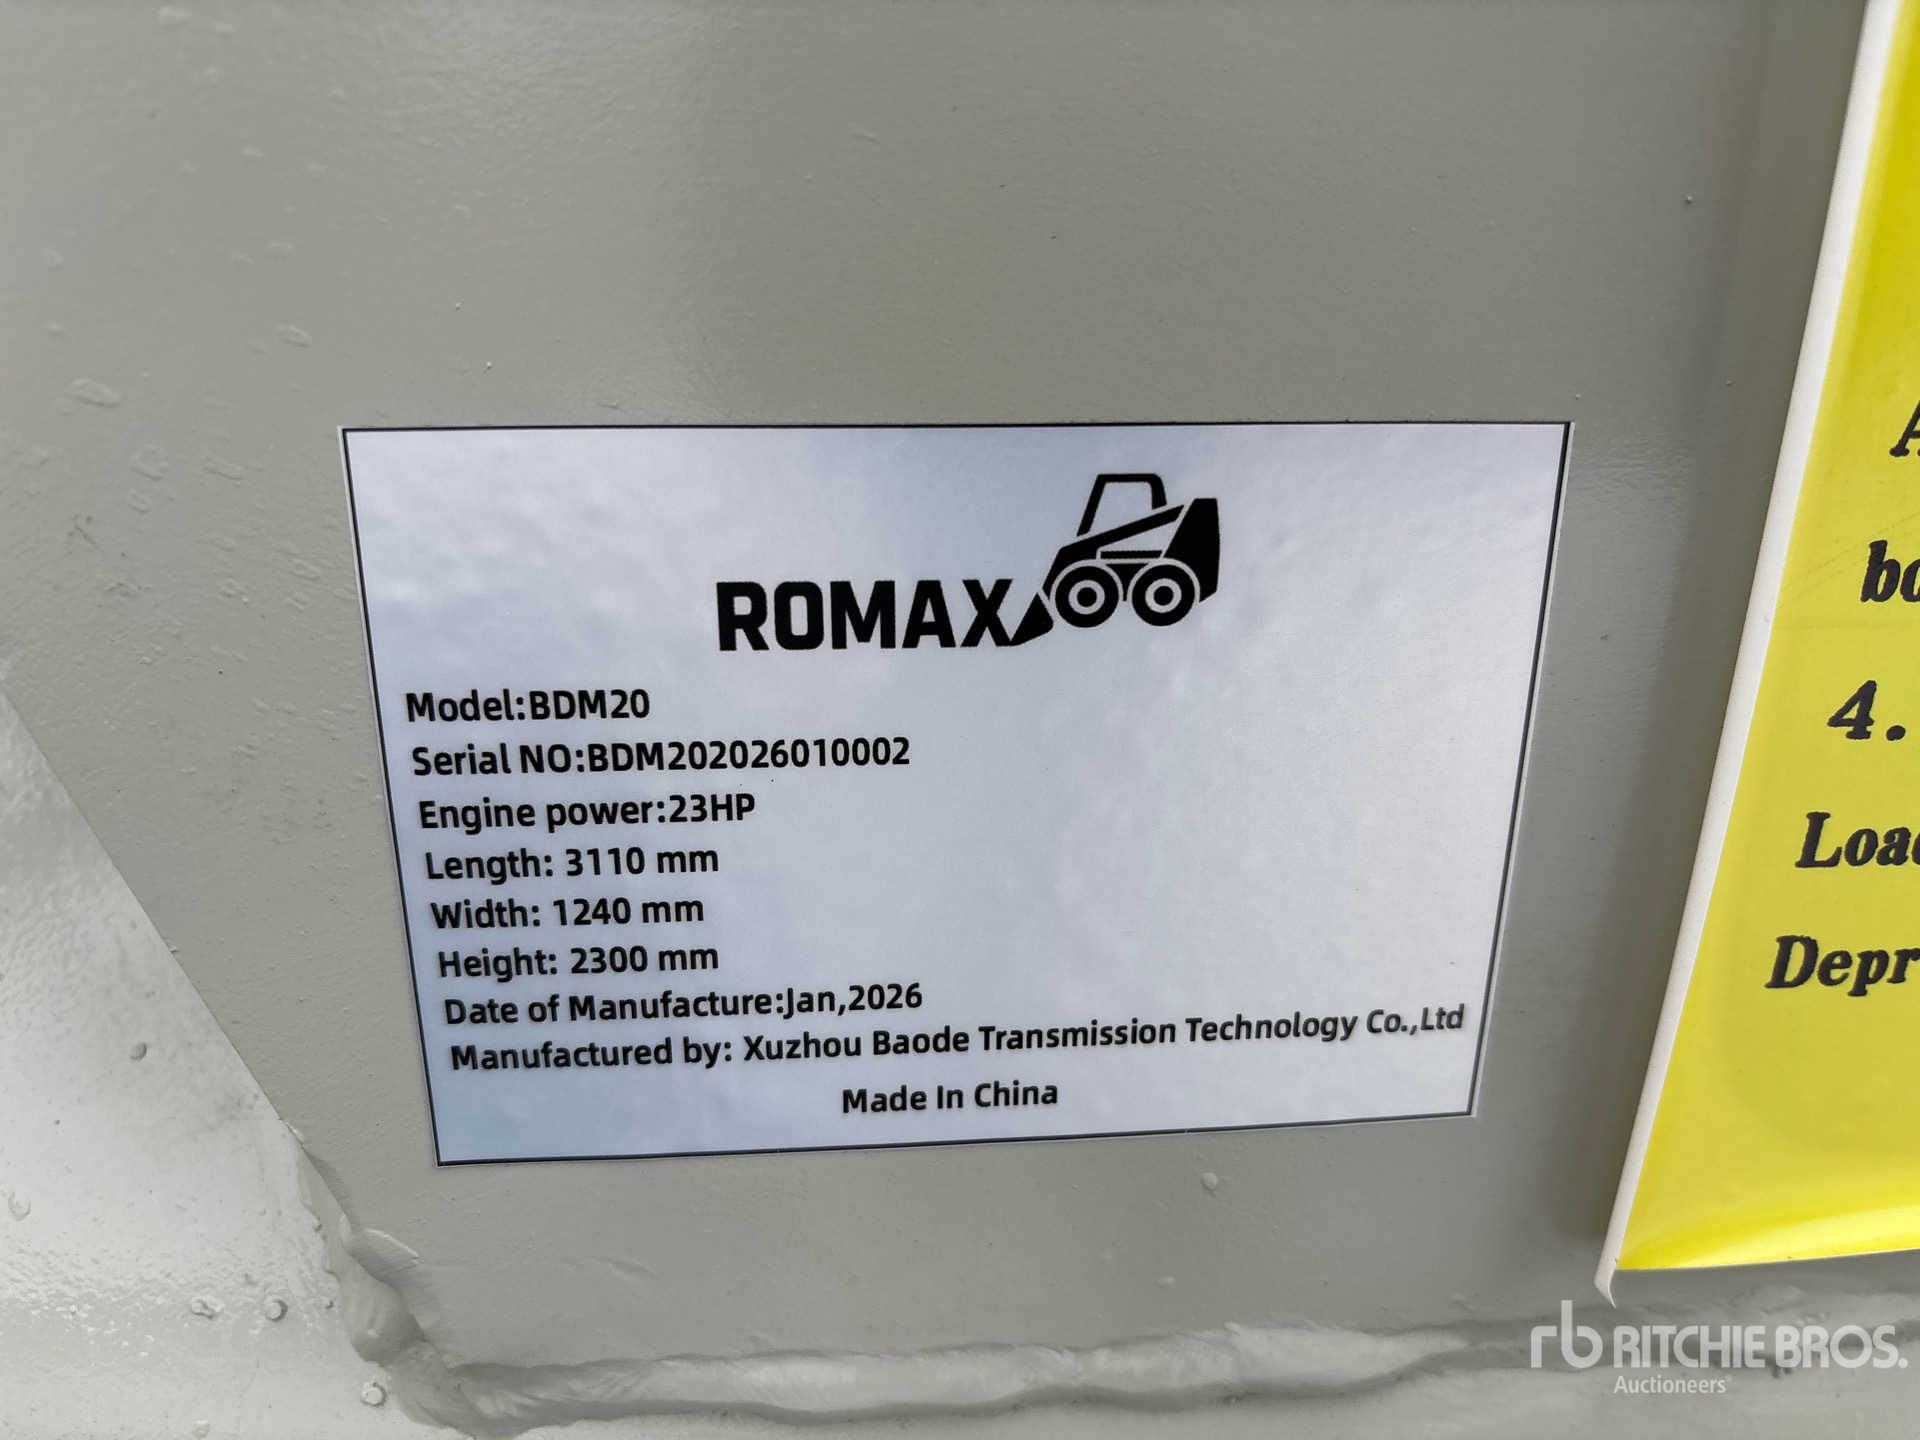 ROMAX
Model:BDM20
Serial NO:BDM202026010002
Engine power:23HP
Length: 3110 mm
Width: 1240 mm
Height: 2300 mm
Date of Manufacture:Jan,2026
Manufactured by: Xuzhou Baode Transmission Technology Co.,Ltd
Made In China
4.
rb RITCHIE BROS.
Auctioneers